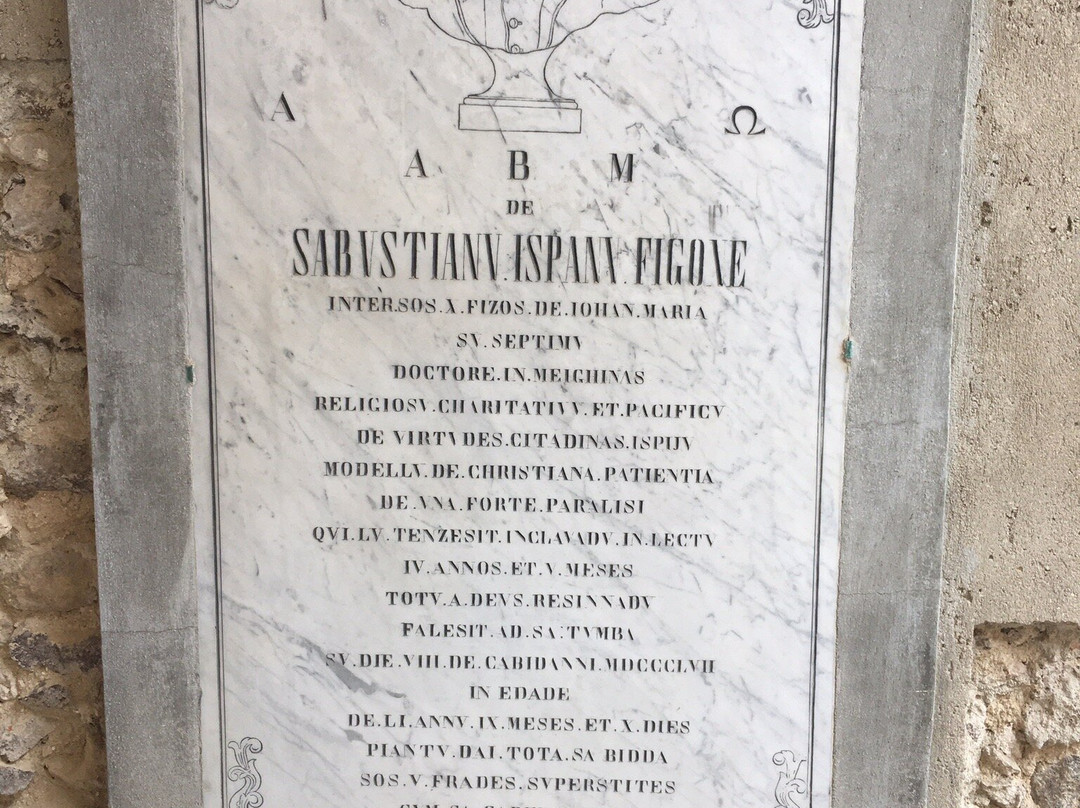 A Ω
A B M
DE
SABVSTIANV.ISPANV.FIGONE
INTER.SOS.X.FIZOS.DE.IOHAN.MARIA
SV.SEPTIMV
DOCTORE.IN.MEIGHINAS
RELIGIOSV.CHARITATIVV.ET.PACIFICV
DE VIRTVDES.CITADINAS.ISPIJV
MODELLV.DE.CHRISTIANA.PATIENTIA
DE.VNA.FORTE.PARALISI
QVI.LV.TENZESIT.INCLAVADV.IN.LECTV
IV.ANNOS.ET.V.MESES
TOTV.A.DEVS.RESINNADV
FALESIT.AD.SA.TVMBA
SV.DIE.VIII.DE.CABIDANNI.MDCCCLVII
IN EDADE
DE.LI.ANNV.IX.MESES.ET.X.DIES
PIANTV.DAI.TOTA.SA BIDDA
SOS.V.FRADES.SVPERSTITES